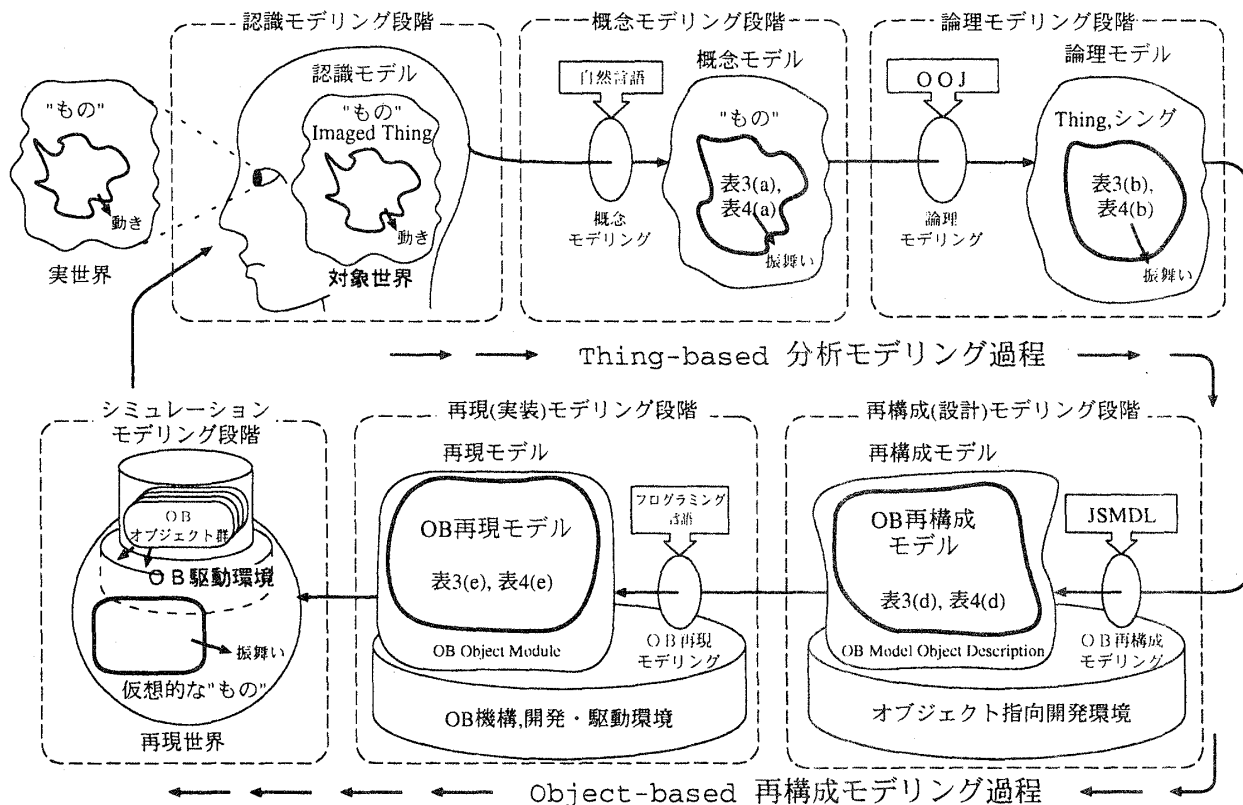 認識モデリング段階
概念モデリング段階
論理モデリング段階
認識モデル
"もの"
Imaged Thing
動き
対象世界
"もの"
動き
実世界
自然言語
概念モデル
"もの"
表3(a),
表4(a)
振舞い
概念
モデリング
OOJ
論理モデル
Thing,シング
表3(b),
表4(b)
振舞い
論理
モデリング
Thing-based 分析モデリング過程
シミュレーション
モデリング段階
OB
オブジェクト群
OB駆動環境
振舞い
仮想的な"もの"
再現世界
再現(実装)モデリング段階
再現モデル
OB再現モデル
表3(e), 表4(e)
OB Object Module
プログラミング
言語
OB再現
モデリング
OB機構,開発・駆動環境
再構成(設計)モデリング段階
再構成モデル
OB再構成
モデル
表3(d), 表4(d)
OB Model Object Description
JSMDL
OB再構成
モデリング
オブジェクト指向開発環境
Object-based 再構成モデリング過程